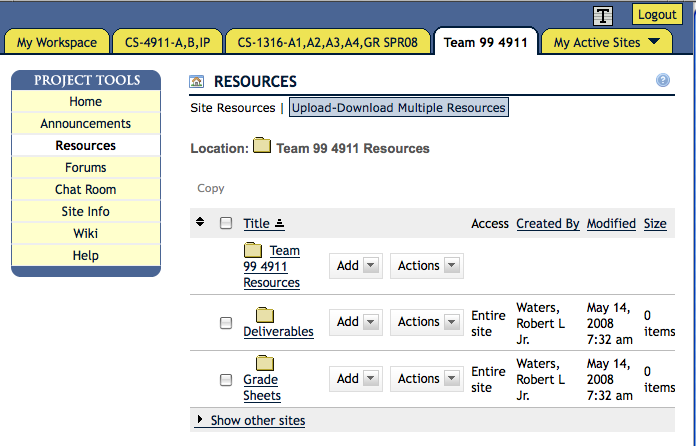 T
Logout
My Workspace
CS-4911-A,B,IP
CS-1316-A1,A2,A3,A4,GR SPR08
Team 99 4911
My Active Sites
PROJECT TOOLS
Home
Announcements
Resources
Forums
Chat Room
Site Info
Wiki
Help
RESOURCES
?
Site Resources | Upload-Download Multiple Resources
Location: Team 99 4911 Resources
Copy
Title Access Created By Modified Size
Team
99 4911
Resources
Add Actions
Deliverables
Add Actions
Entire
site
Waters,
Robert L
Jr.
May 14,
2008
7:32 am
0
items
Grade
Sheets
Add Actions
Entire
site
Waters,
Robert L
Jr.
May 14,
2008
7:32 am
0
items
Show other sites